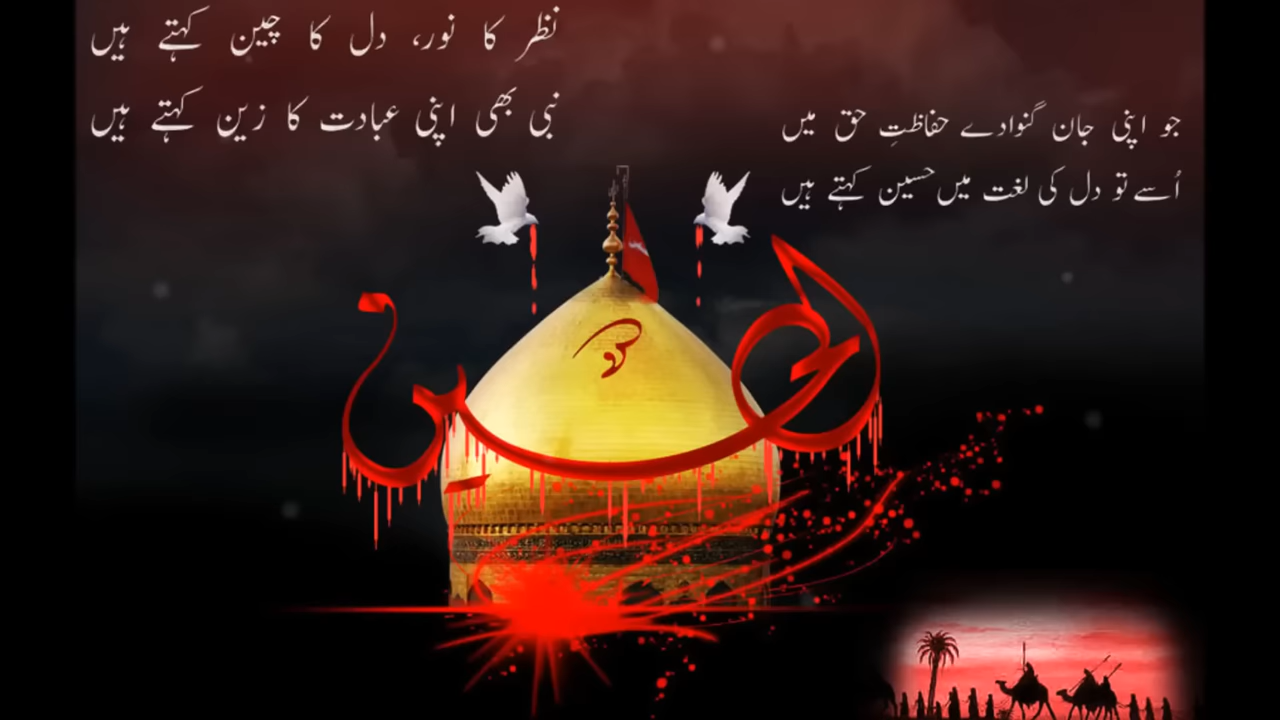 نظر کا نور، دل کا چین کہتے ہیں
نبی بھی اپنی عبادت کا زین کہتے ہیں
جو اپنی جان گنوادے حفاظتِ حق میں
اُسے تو دل کی لغت میں حسین کہتے ہیں
الحسین